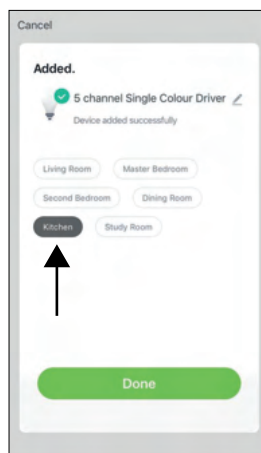 Cancel
Added.
5 channel Single Colour Driver
Device added successfully
Living Room Master Bedroom
Second Bedroom Dining Room
Kitchen Study Room
Done